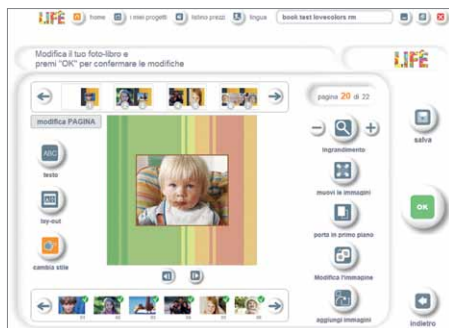 LIFE
home
i miei progetti
listino prezzi
lingua
book test lovecolors rm
Modifica il tuo foto-libro e
premi "OK" per confermare le modifiche
LIFE
pagina 20 di 22
modifica PAGINA
ABC
testo
lay-out
cambia stile
ingrandimento
muovi le immagini
porta in primo piano
Modifica l'immagine
aggiungi immagini
salva
OK
indietro